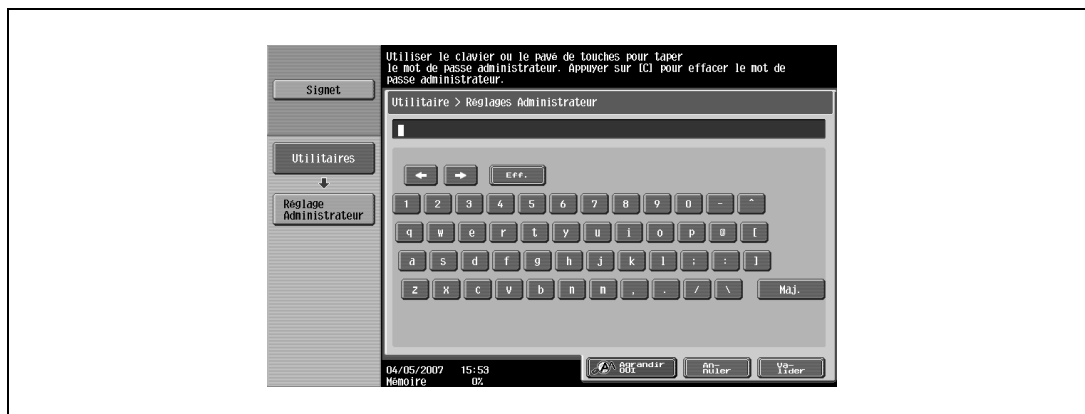 Utiliser le clavier ou le pavé de touches pour taper
le mot de passe administrateur. Appuyer sur [C] pour effacer le mot de
passe administrateur.
Signet
Utilitaire > Réglages Administrateur
Utilitaires
Réglage
Administrateur
Eff.
1 2 3 4 5 6 7 8 9 0 - ^
q w e r t y u i o p @ [
a s d f g h j k l ; : ]
z x c v b n m , . / \ Maj.
Agrandir
OUI
An-
nuler
Va-
lider
04/05/2007 15:53
Mémoire 0%